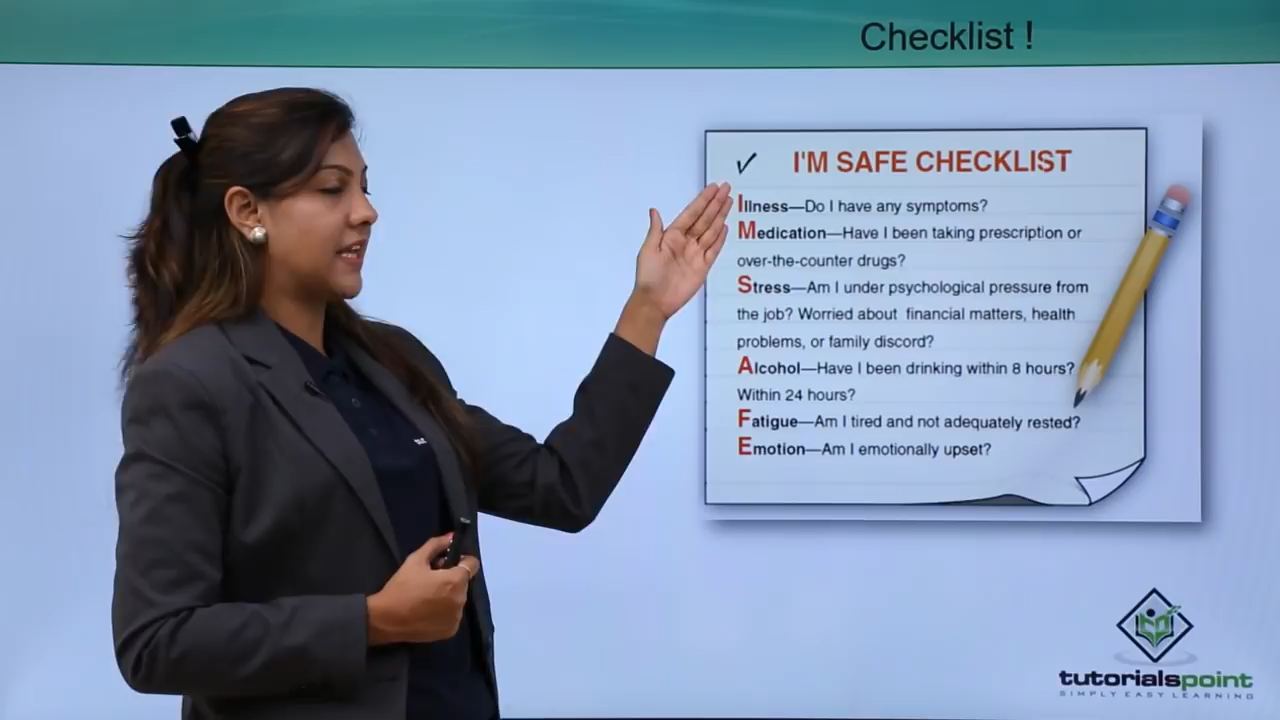 Checklist !
✓ I'M SAFE CHECKLIST
Illness—Do I have any symptoms?
Medication—Have I been taking prescription or
over-the-counter drugs?
Stress—Am I under psychological pressure from
the job? Worried about financial matters, health
problems, or family discord?
Alcohol—Have I been drinking within 8 hours?
Within 24 hours?
Fatigue—Am I tired and not adequately rested?
Emotion—Am I emotionally upset?
tutorialspoint
SIMPLY EASY LEARNING